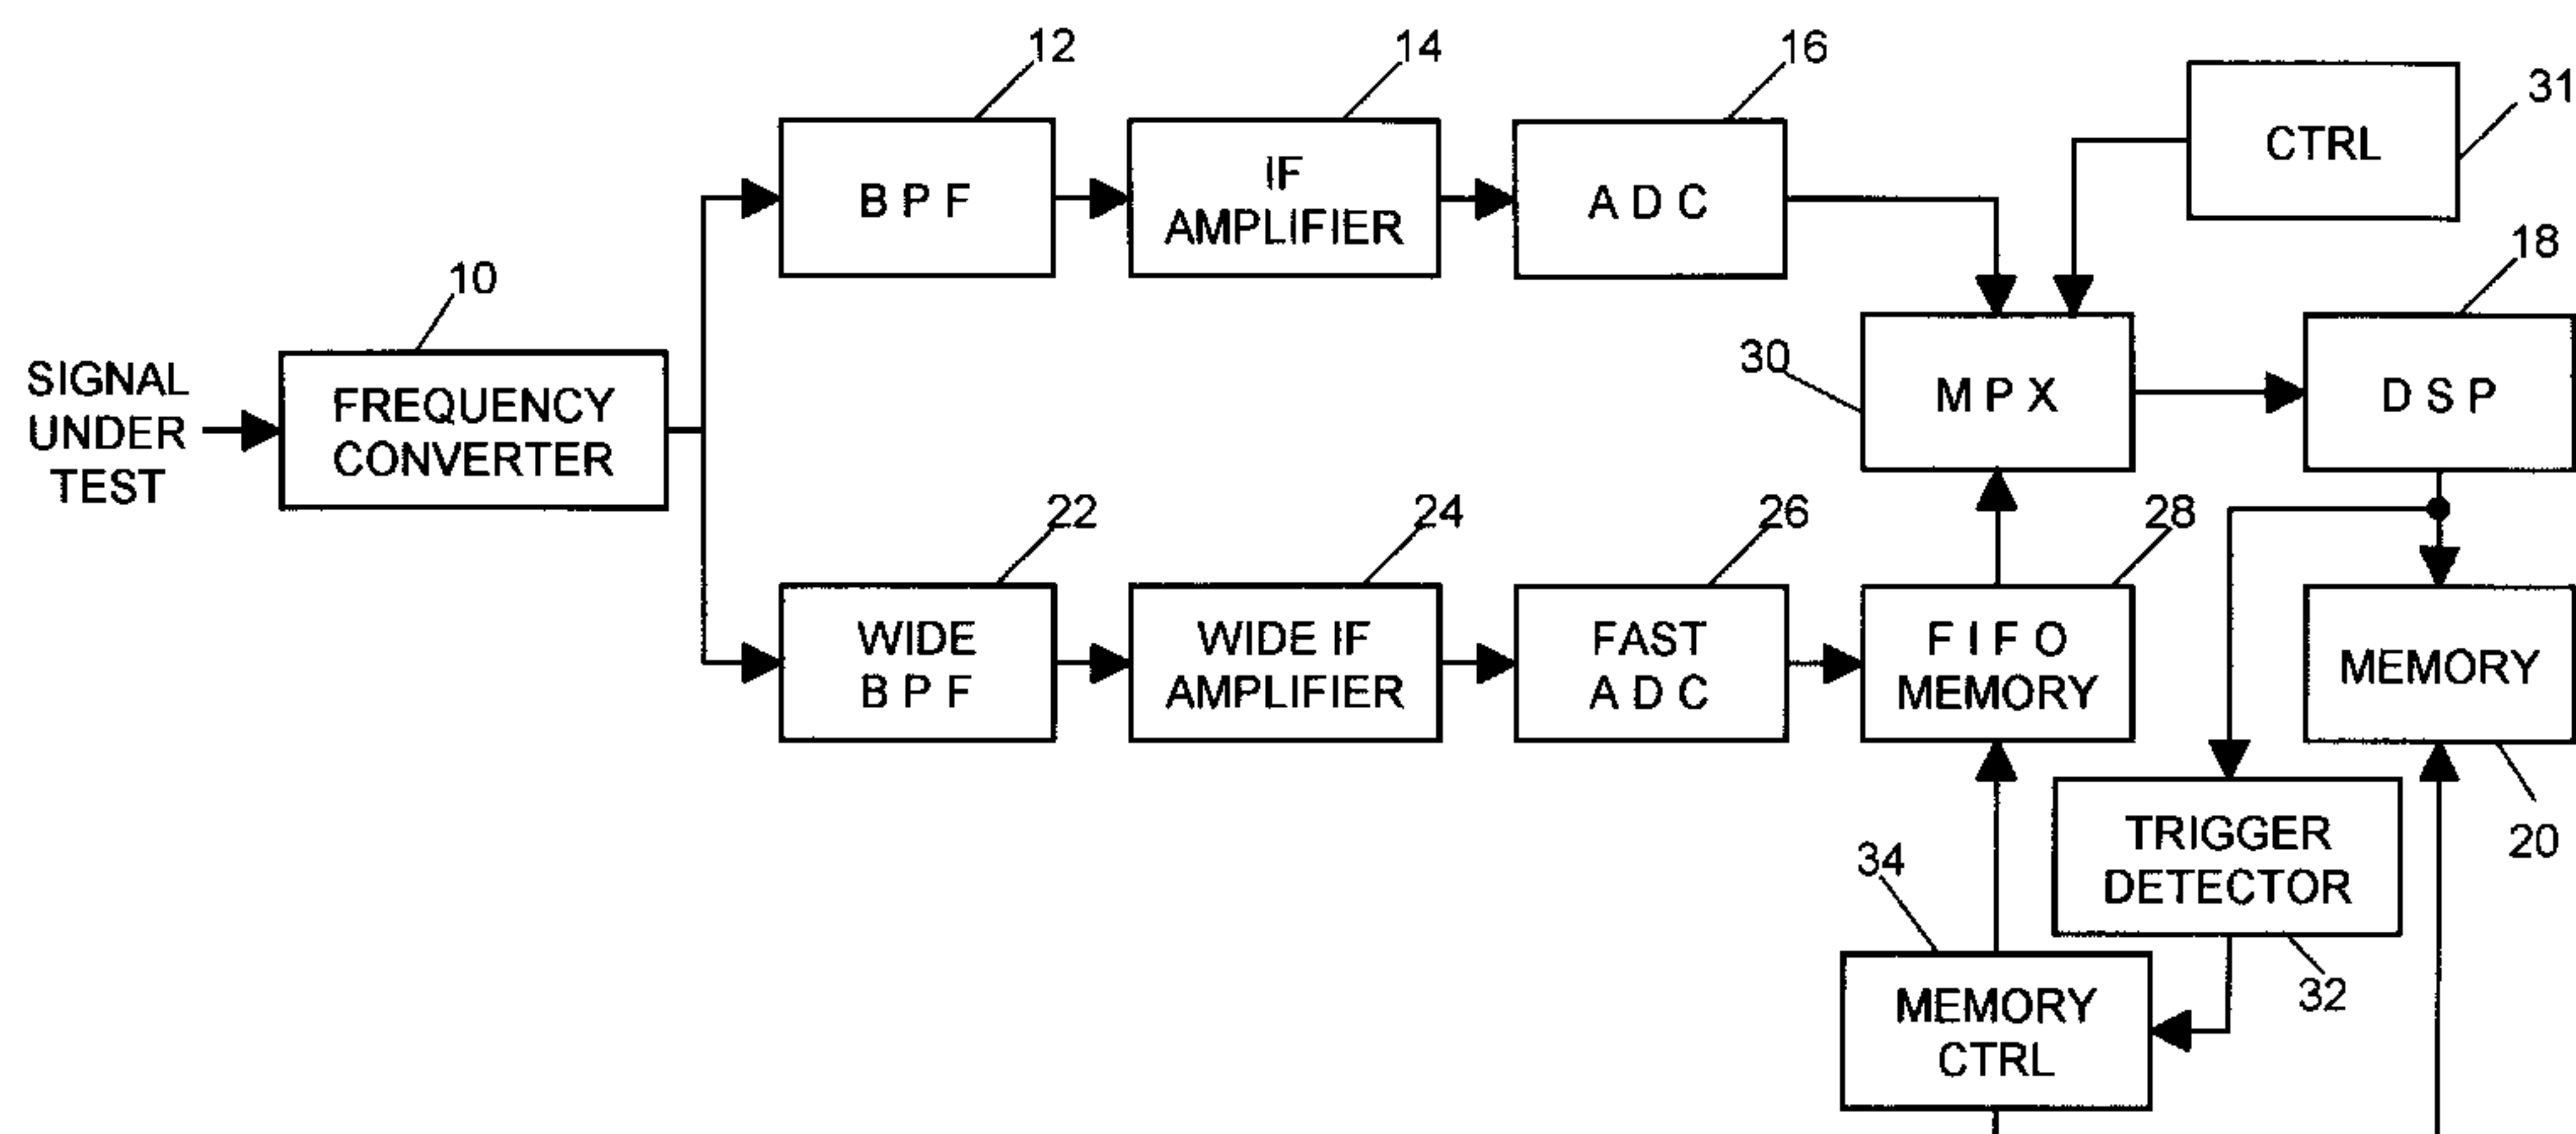 12
14
16
31
CTRL
B P F
IF
AMPLIFIER
A D C
18
10
30
SIGNAL
UNDER
TEST
FREQUENCY
CONVERTER
M P X
D S P
22
24
26
28
WIDE
B P F
WIDE IF
AMPLIFIER
FAST
A D C
F I F O
MEMORY
MEMORY
20
TRIGGER
DETECTOR
34
32
MEMORY
CTRL